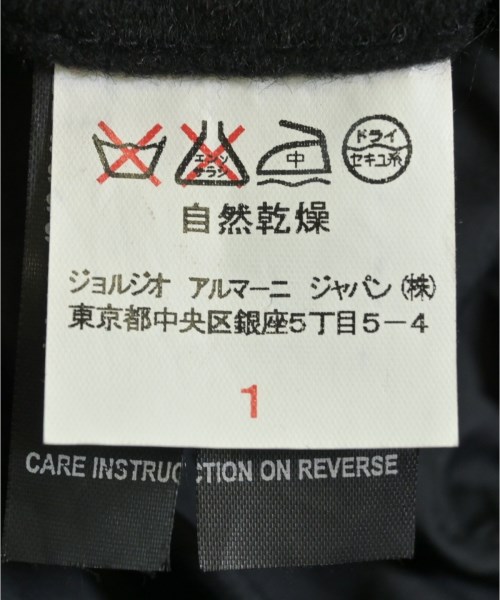 エンソ
サラシ
中
ドライ
セキユ系
自然乾燥
ジョルジオ アルマーニ ジャパン(株)
東京都中央区銀座5丁目5-4
1
CARE INSTRUCTION ON REVERSE